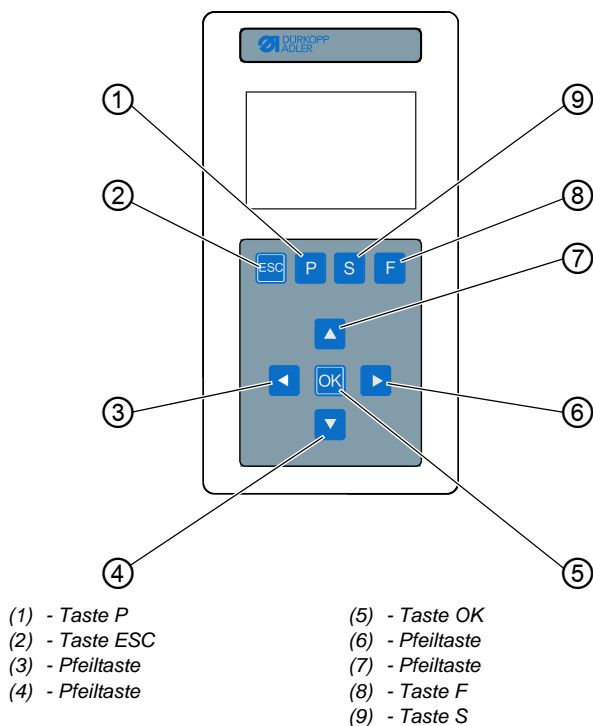 DÜRKOPP
ADLER
①
⑨
②
⑧
ESC P S F
⑦
OK
③
⑥
④
⑤
(1) - Taste P
(2) - Taste ESC
(3) - Pfeiltaste
(4) - Pfeiltaste
(5) - Taste OK
(6) - Pfeiltaste
(7) - Pfeiltaste
(8) - Taste F
(9) - Taste S